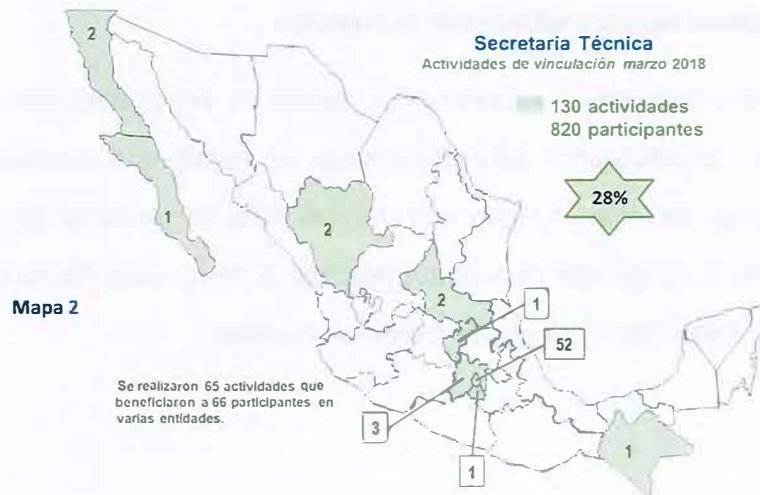 2
Secretaria Técnica
Actividades de vinculación marzo 2018
130 actividades
820 participantes
28%
1
2
2
Mapa 2
1
52
Se realizaron 65 actividades que
beneficiaron a 66 participantes en
varias entidades.
3
1
1